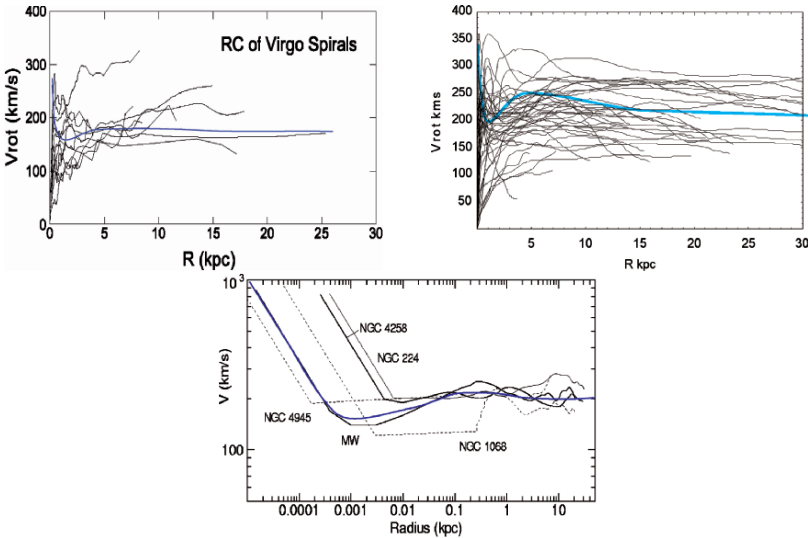 RC of Virgo Spirals
Vrot (km/s)
400
300
200
100
0
0 5 10 15 20 25 30
R (kpc)
Vrot kms
400
350
300
250
200
150
100
50
5 10 15 20 25 30
R kpc
V (km/s)
10³
100
NGC 4258
NGC 224
NGC 4945
MW
NGC 1068
0.0001 0.001 0.01 0.1 1 10
Radius (kpc)